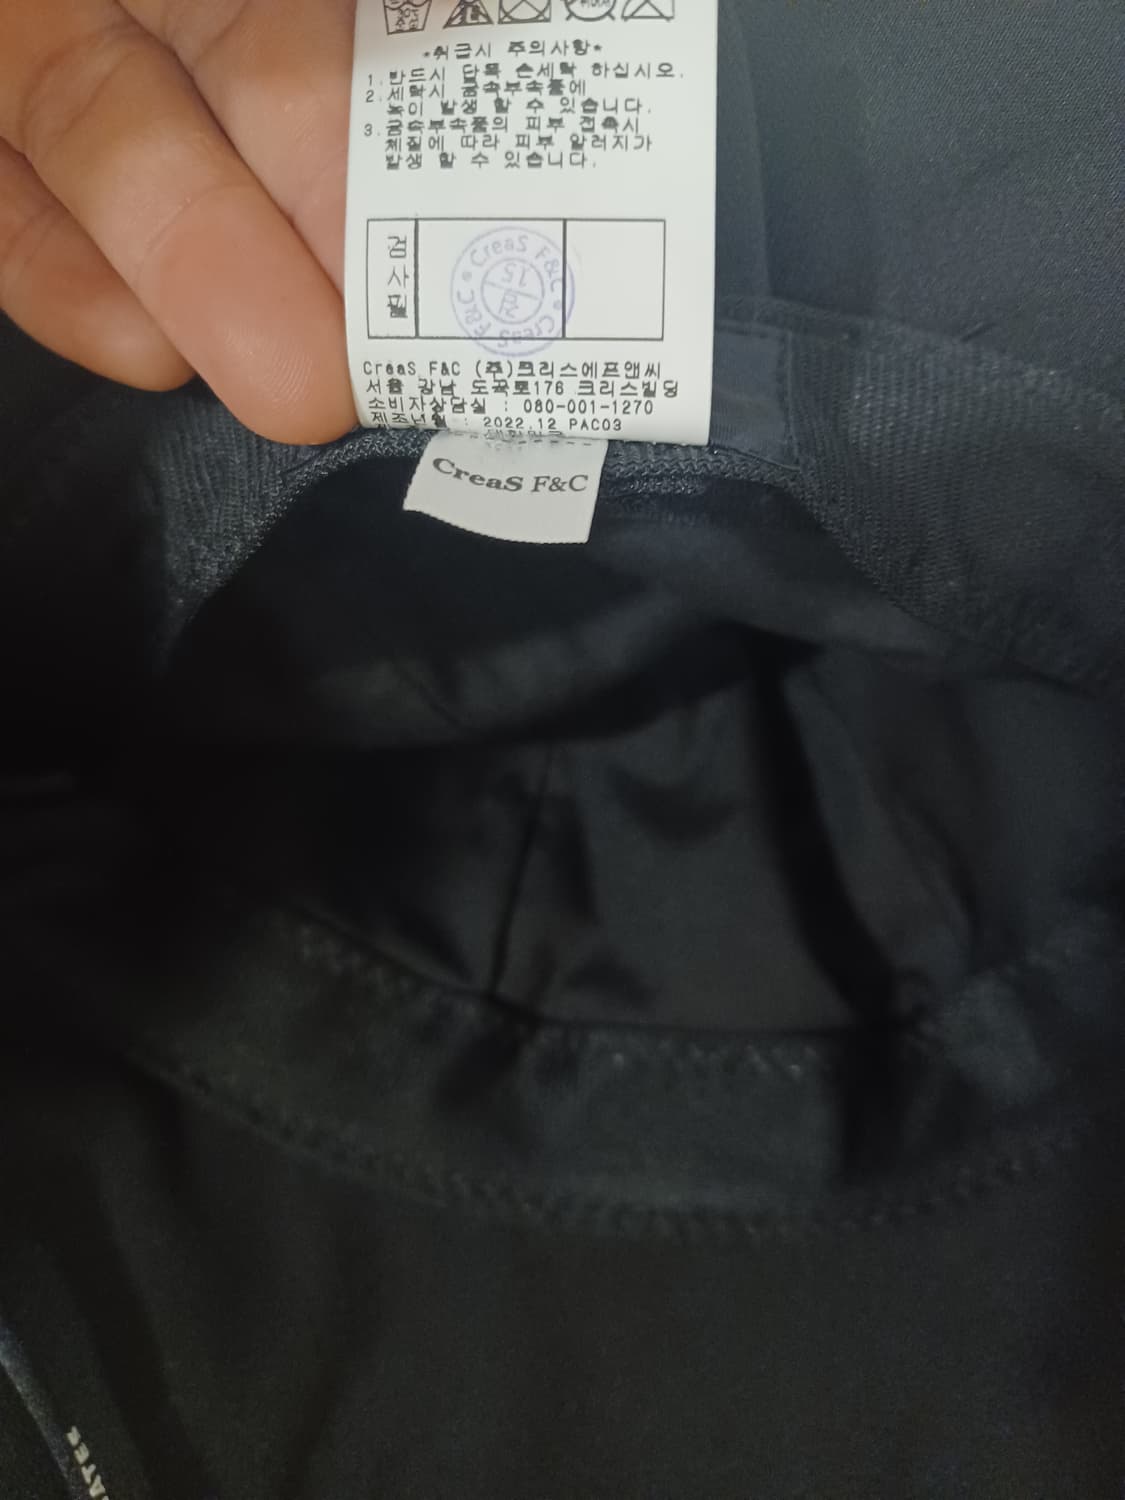 *취급시 주의사항*
1. 반드시 단독 손세탁 하십시오.
2. 세탁시 금속부속품에
녹이 발생 할 수 있습니다.
3. 금속부속품의 피부 접촉시
체질에 따라 피부 알러지가
발생 할 수 있습니다.
검사필
CreaS F&C
CreaS F&C
15
CreaS F&C (주)크리스에프앤씨
서울 강남 도곡로176 크리스빌딩
소비자상담실 : 080-001-1270
제조년월 : 2022.12 PAC03
CreaS F&C